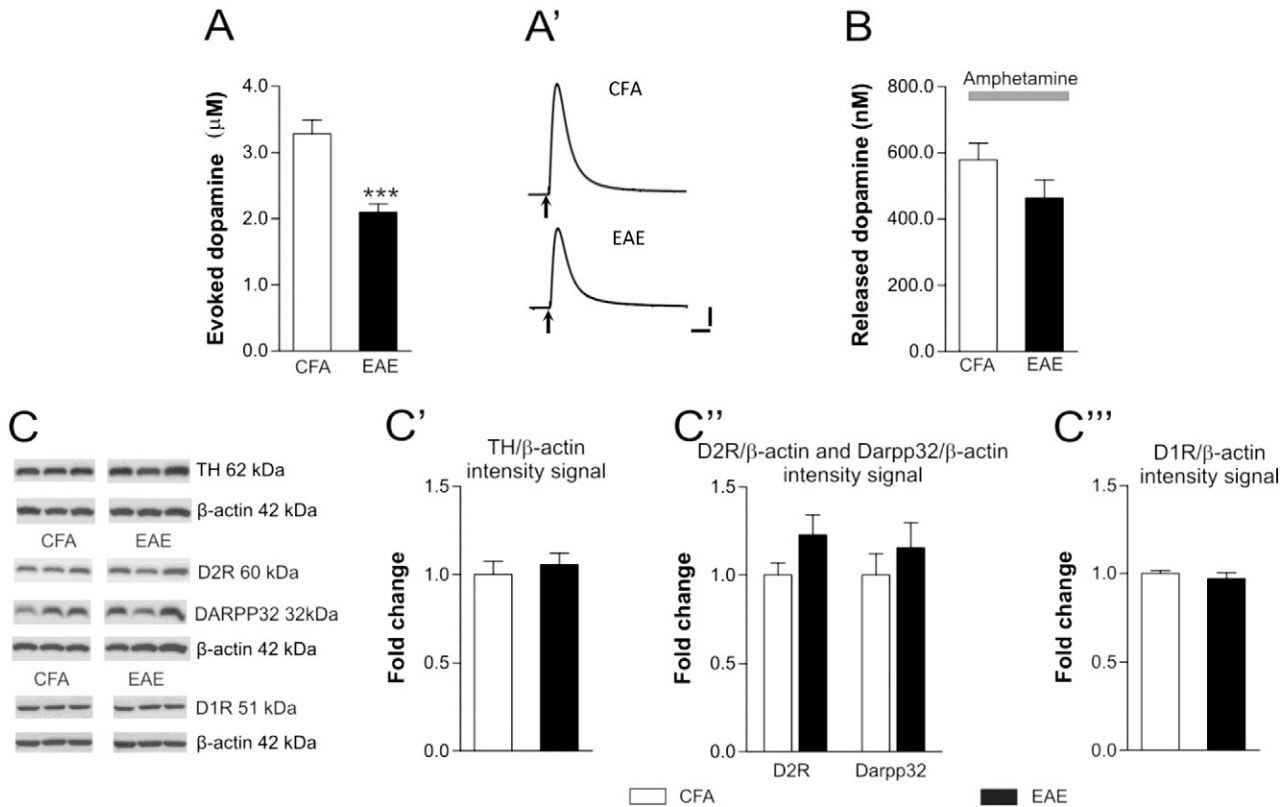 A
Evoked dopamine (μM)
4.0
3.0
2.0
1.0
0.0
***
CFA
EAE
A'
CFA
EAE
B
Released dopamine (nM)
Amphetamine
800.0
600.0
400.0
200.0
0.0
CFA
EAE
C
TH 62 kDa
β-actin 42 kDa
CFA
EAE
D2R 60 kDa
DARPP32 32kDa
β-actin 42 kDa
CFA
EAE
D1R 51 kDa
β-actin 42 kDa
C'
TH/β-actin
intensity signal
Fold change
1.5
1.0
0.5
0.0
C''
D2R/β-actin and Darpp32/β-actin
intensity signal
Fold change
1.5
1.0
0.5
0.0
D2R
Darpp32
C'''
D1R/β-actin
intensity signal
Fold change
1.5
1.0
0.5
0.0
CFA
EAE